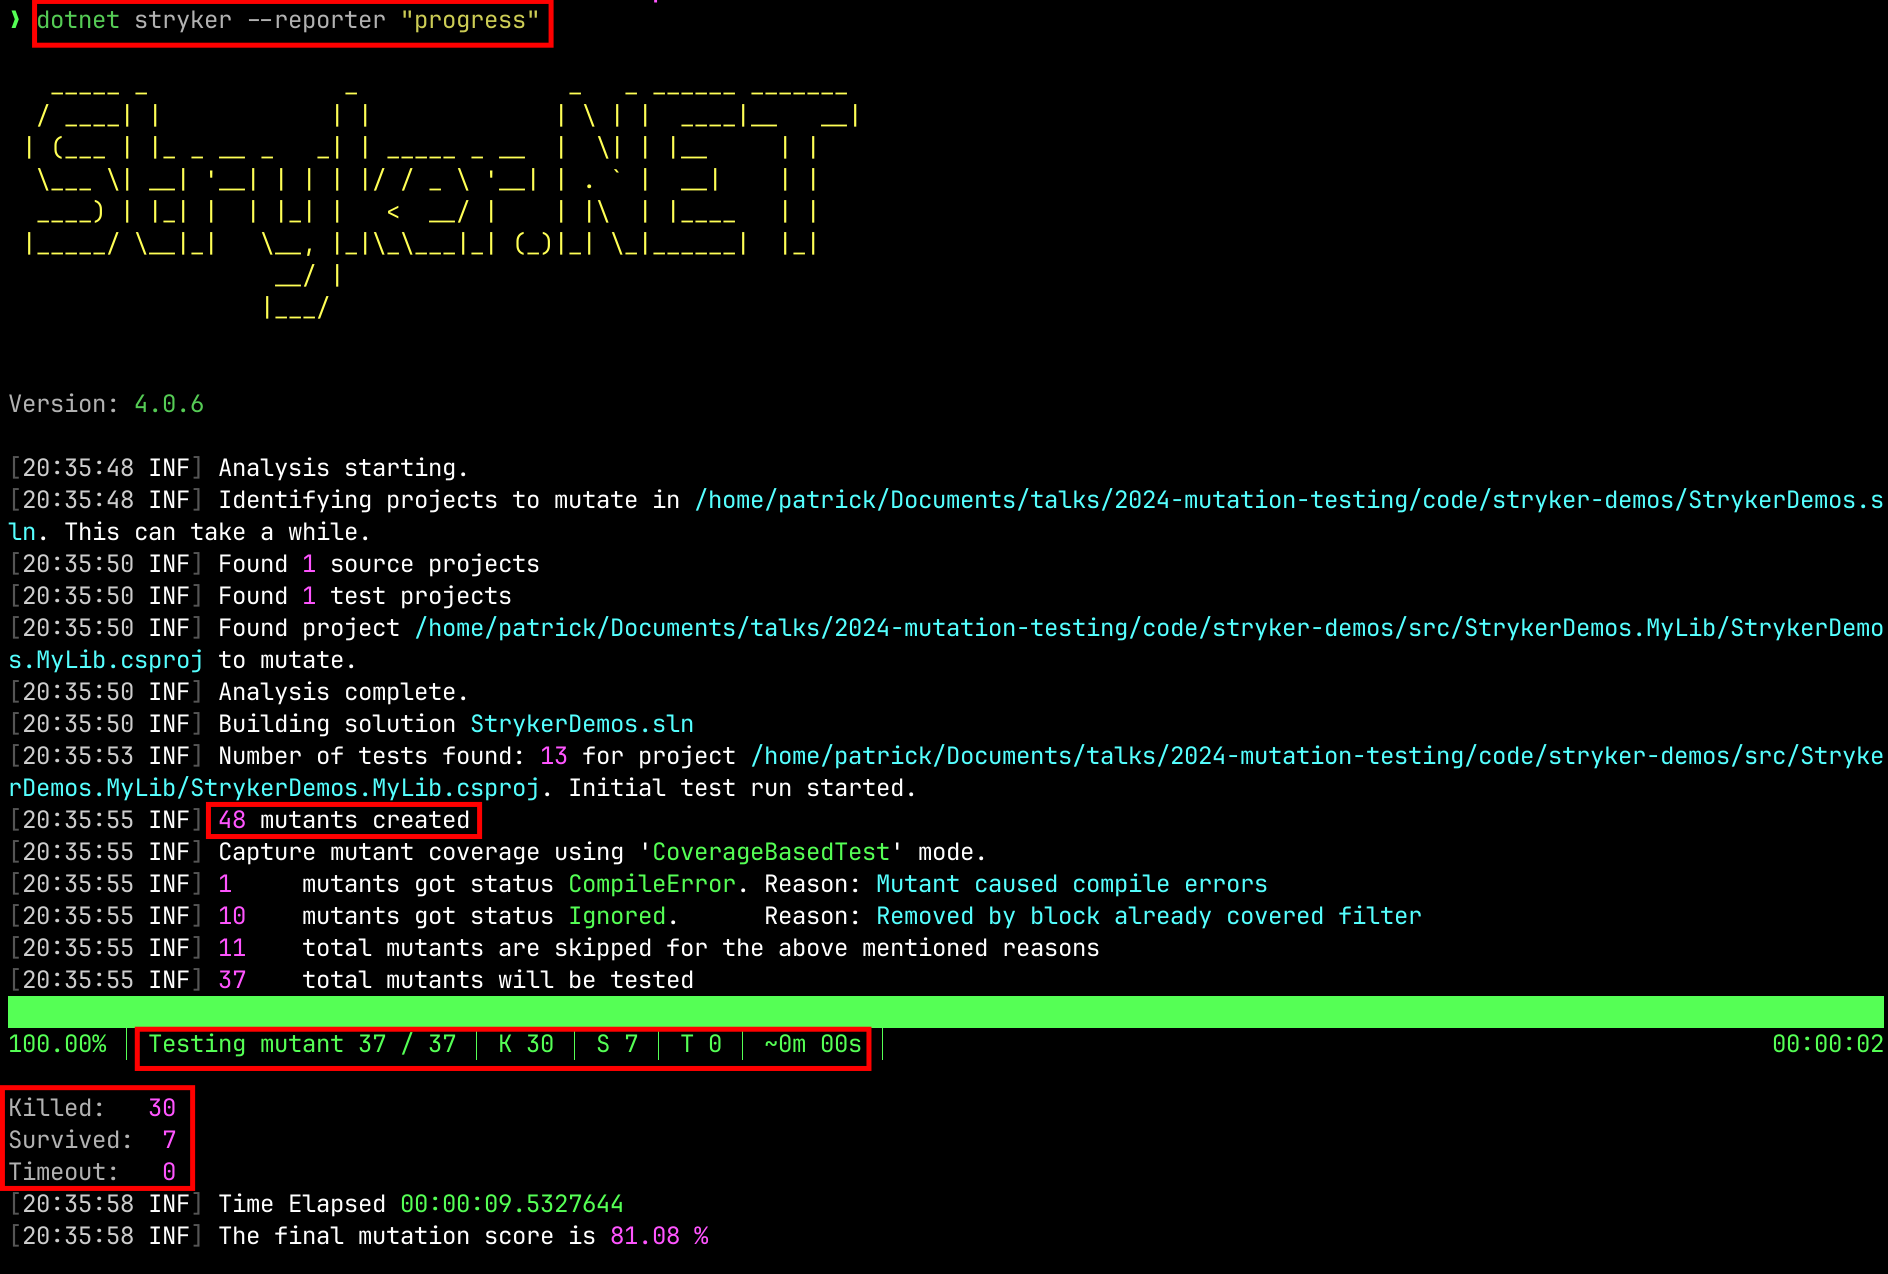 ❱ dotnet stryker --reporter "progress"
   _____ _              _               _   _ ______ _______
  / ____| |            | |             | \ | |  ____|__   __|
 | (___ | |_ _ __ _   _| | _____ _ __  |  \| | |__     | |
  \___ \| __| '__| | | | |/ / _ \ '__| | . ` |  __|    | |
  ____) | |_| |  | |_| |   <  __/ |    | |\  | |____   | |
 |_____/ \__|_|   \__, |_|\_\___|_| (_)|_| \_|______|  |_|
                   __/ |
                  |___/
Version: 4.0.6
[20:35:48 INF] Analysis starting.
[20:35:48 INF] Identifying projects to mutate in /home/patrick/Documents/talks/2024-mutation-testing/code/stryker-demos/StrykerDemos.s
ln. This can take a while.
[20:35:50 INF] Found 1 source projects
[20:35:50 INF] Found 1 test projects
[20:35:50 INF] Found project /home/patrick/Documents/talks/2024-mutation-testing/code/stryker-demos/src/StrykerDemos.MyLib/StrykerDemo
s.MyLib.csproj to mutate.
[20:35:50 INF] Analysis complete.
[20:35:50 INF] Building solution StrykerDemos.sln
[20:35:53 INF] Number of tests found: 13 for project /home/patrick/Documents/talks/2024-mutation-testing/code/stryker-demos/src/Stryke
rDemos.MyLib/StrykerDemos.MyLib.csproj. Initial test run started.
[20:35:55 INF] 48 mutants created
[20:35:55 INF] Capture mutant coverage using 'CoverageBasedTest' mode.
[20:35:55 INF] 1     mutants got status CompileError. Reason: Mutant caused compile errors
[20:35:55 INF] 10    mutants got status Ignored.      Reason: Removed by block already covered filter
[20:35:55 INF] 11    total mutants are skipped for the above mentioned reasons
[20:35:55 INF] 37    total mutants will be tested
100.00% │ Testing mutant 37 / 37 │ K 30 │ S 7 │ T 0 │ ~0m 00s │ 00:00:02
Killed:   30
Survived:  7
Timeout:   0
[20:35:58 INF] Time Elapsed 00:00:09.5327644
[20:35:58 INF] The final mutation score is 81.08 %